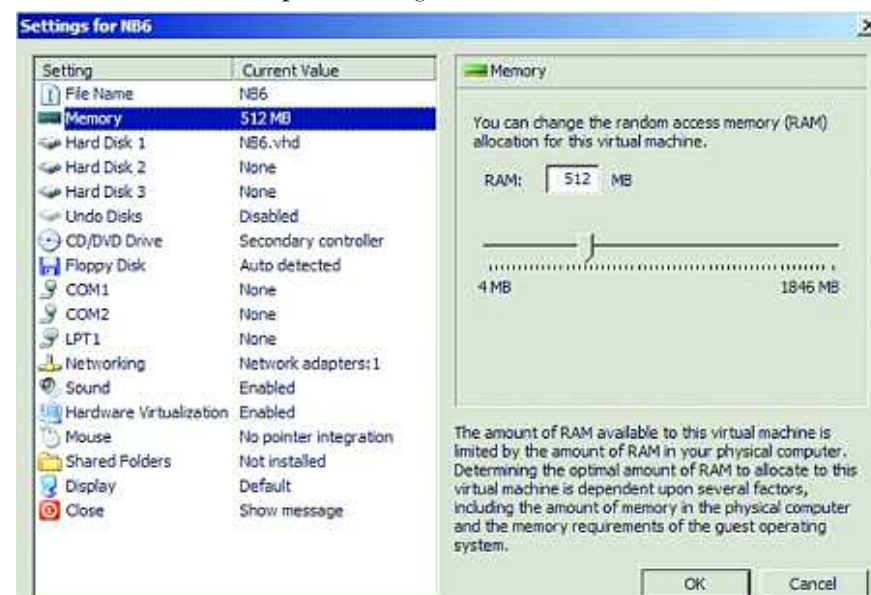 Settings for NB6
Setting Current Value
File Name NB6
Memory 512 MB
Hard Disk 1 NB6.vhd
Hard Disk 2 None
Hard Disk 3 None
Undo Disks Disabled
CD/DVD Drive Secondary controller
Floppy Disk Auto detected
COM1 None
COM2 None
LPT1 None
Networking Network adapters:1
Sound Enabled
Hardware Virtualization Enabled
Mouse No pointer integration
Shared Folders Not installed
Display Default
Close Show message
Memory
You can change the random access memory (RAM)
allocation for this virtual machine.
RAM: 512 MB
4 MB 1846 MB
The amount of RAM available to this virtual machine is
limited by the amount of RAM in your physical computer.
Determining the optimal amount of RAM to allocate to this
virtual machine is dependent upon several factors,
including the amount of memory in the physical computer
and the memory requirements of the guest operating
system.
OK Cancel